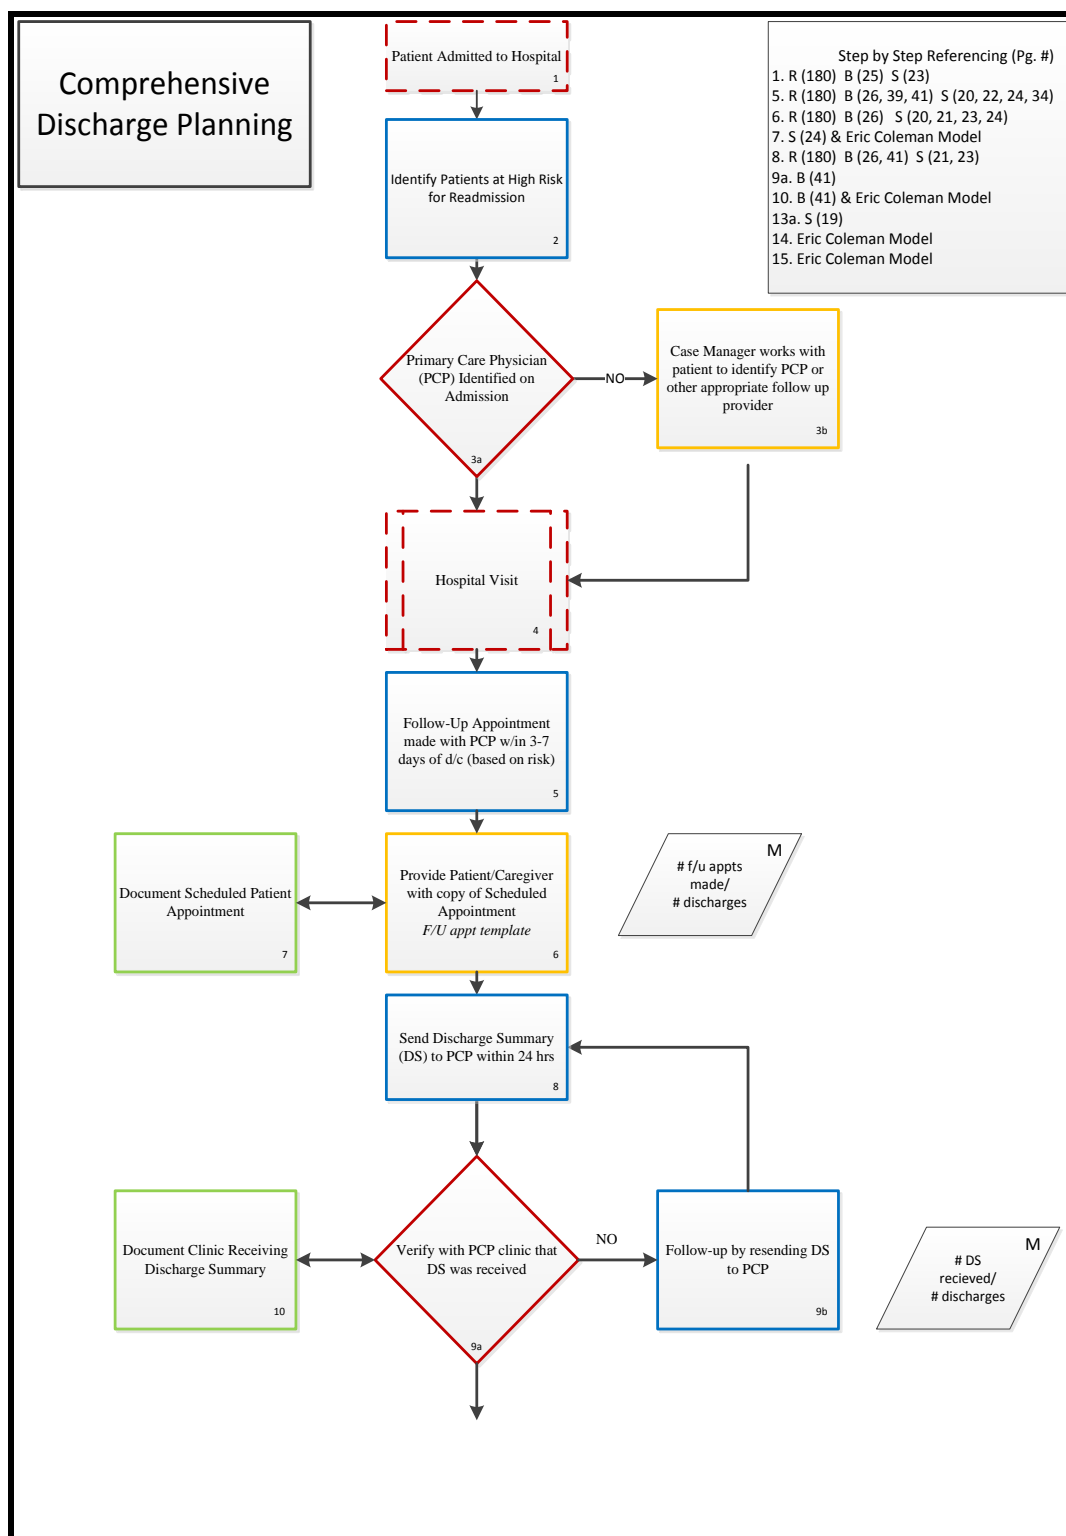 Comprehensive
Discharge Planning
Patient Admitted to Hospital
1
Step by Step Referencing (Pg. #)
1. R (180) B (25) S (23)
5. R (180) B (26, 39, 41) S (20, 22, 24, 34)
6. R (180) B (26) S (20, 21, 23, 24)
7. S (24) & Eric Coleman Model
8. R (180) B (26, 41) S (21, 23)
9a. B (41)
10. B (41) & Eric Coleman Model
13a. S (19)
14. Eric Coleman Model
15. Eric Coleman Model
Identify Patients at High Risk
for Readmission
2
Primary Care Physician
(PCP) Identified on
Admission
3a
NO
Case Manager works with
patient to identify PCP or
other appropriate follow up
provider
3b
Hospital Visit
4
Follow-Up Appointment
made with PCP w/in 3-7
days of d/c (based on risk)
5
Document Scheduled Patient
Appointment
7
Provide Patient/Caregiver
with copy of Scheduled
Appointment
F/U appt template
6
M
# f/u appts
made/
# discharges
Send Discharge Summary
(DS) to PCP within 24 hrs
8
Document Clinic Receiving
Discharge Summary
10
Verify with PCP clinic that
DS was received
9a
NO
Follow-up by resending DS
to PCP
9b
M
# DS
recieved/
# discharges